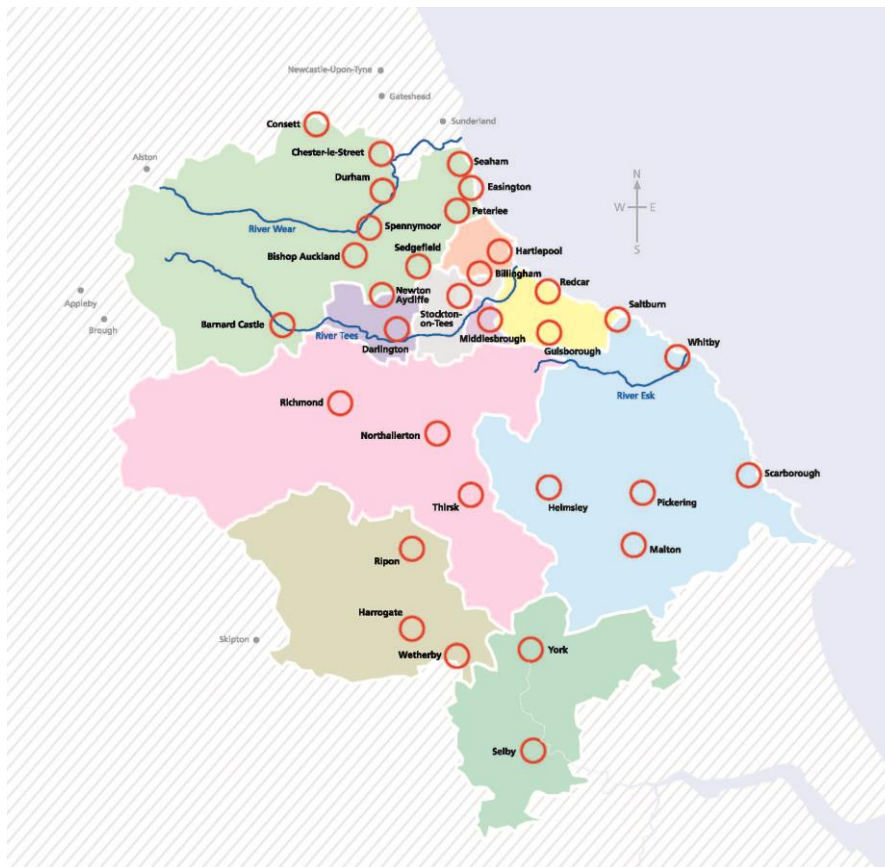 Newcastle-Upon-Tyne
Gateshead
Consett
Sunderland
Chester-le-Street
Alston
Seaham
Durham
Easington
Peterlee
N
W E
S
River Wear
Spennymoor
Hartlepool
Bishop Auckland
Sedgefield
Billingham
Redcar
Appleby
Newton
Aycliffe
Saltburn
Stockton-
on-Tees
Brough
Barnard Castle
River Tees
Darlington
Middlesbrough
Guisborough
Whitby
River Esk
Richmond
Northallerton
Scarborough
Thirsk
Helmsley
Pickering
Malton
Ripon
Harrogate
Skipton
Wetherby
York
Selby